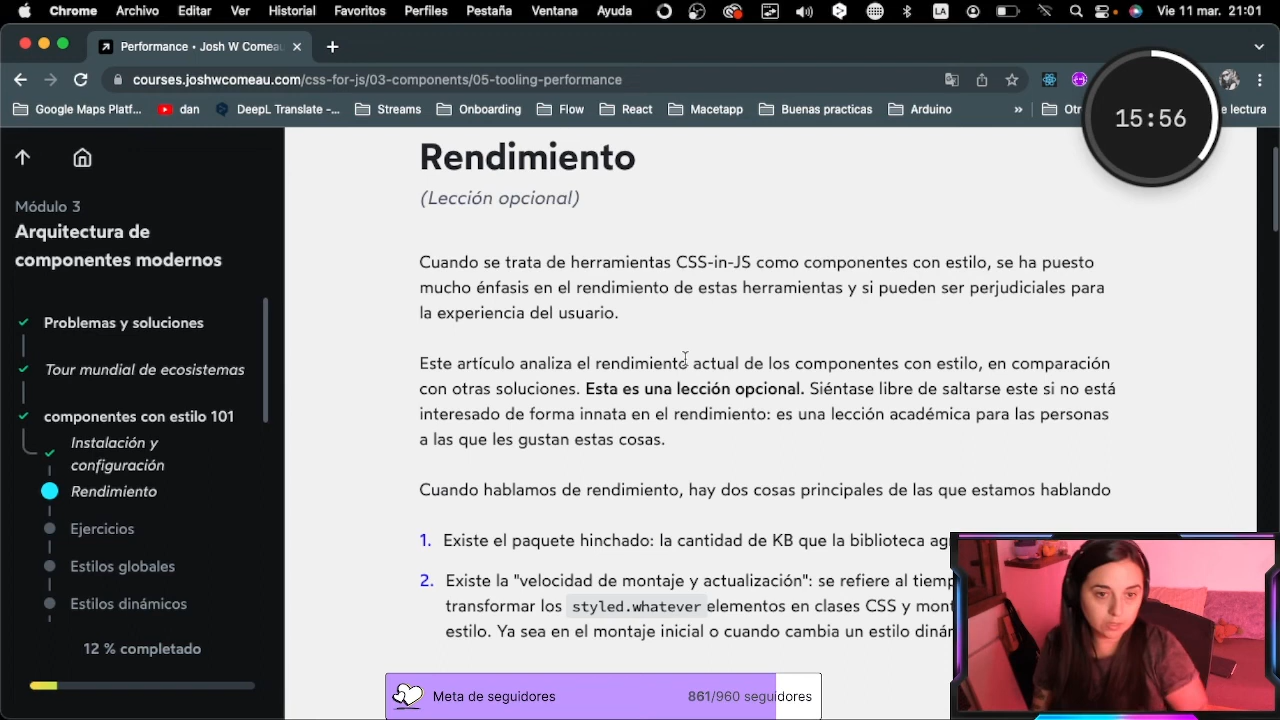 Chrome Archivo Editar Ver Historial Favoritos Perfiles Pestaña Ventana Ayuda LA Vie 11 mar. 21:01
Performance • Josh W Comeau
courses.joshwcomeau.com/css-for-js/03-components/05-tooling-performance
Google Maps Platf... dan DeepL Translate -... Streams Onboarding Flow React Macetapp Buenas practicas Arduino » Otr e lectura
15:56
Módulo 3
Arquitectura de
componentes modernos
Problemas y soluciones
Tour mundial de ecosistemas
componentes con estilo 101
Instalación y
configuración
Rendimiento
Ejercicios
Estilos globales
Estilos dinámicos
12 % completado
Rendimiento
(Lección opcional)
Cuando se trata de herramientas CSS-in-JS como componentes con estilo, se ha puesto
mucho énfasis en el rendimiento de estas herramientas y si pueden ser perjudiciales para
la experiencia del usuario.
Este artículo analiza el rendimiento actual de los componentes con estilo, en comparación
con otras soluciones. Esta es una lección opcional. Siéntase libre de saltarse este si no está
interesado de forma innata en el rendimiento: es una lección académica para las personas
a las que les gustan estas cosas.
Cuando hablamos de rendimiento, hay dos cosas principales de las que estamos hablando
1. Existe el paquete hinchado: la cantidad de KB que la biblioteca ag
2. Existe la "velocidad de montaje y actualización": se refiere al tiemp
transformar los styled.whatever elementos en clases CSS y mont
estilo. Ya sea en el montaje inicial o cuando cambia un estilo dinár
Meta de seguidores 861/960 seguidores